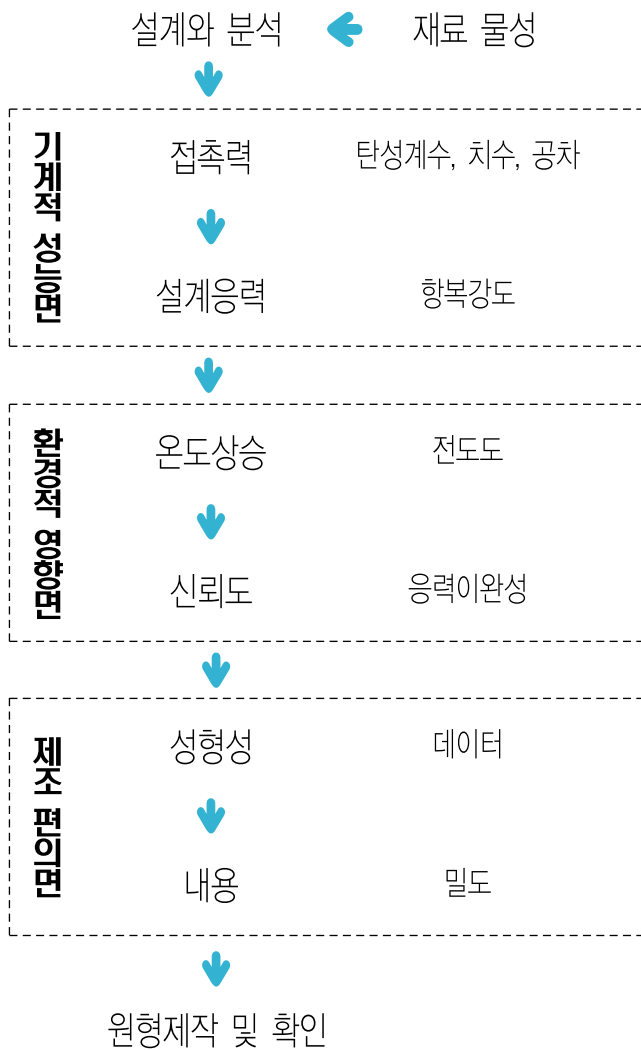 설계와 분석 재료 물성
기계적 성능면
접촉력 탄성계수, 치수, 공차
설계응력 항복강도
환경적 영향면
온도상승 전도도
신뢰도 응력이완성
제조 편의면
성형성 데이터
내용 밀도
원형제작 및 확인